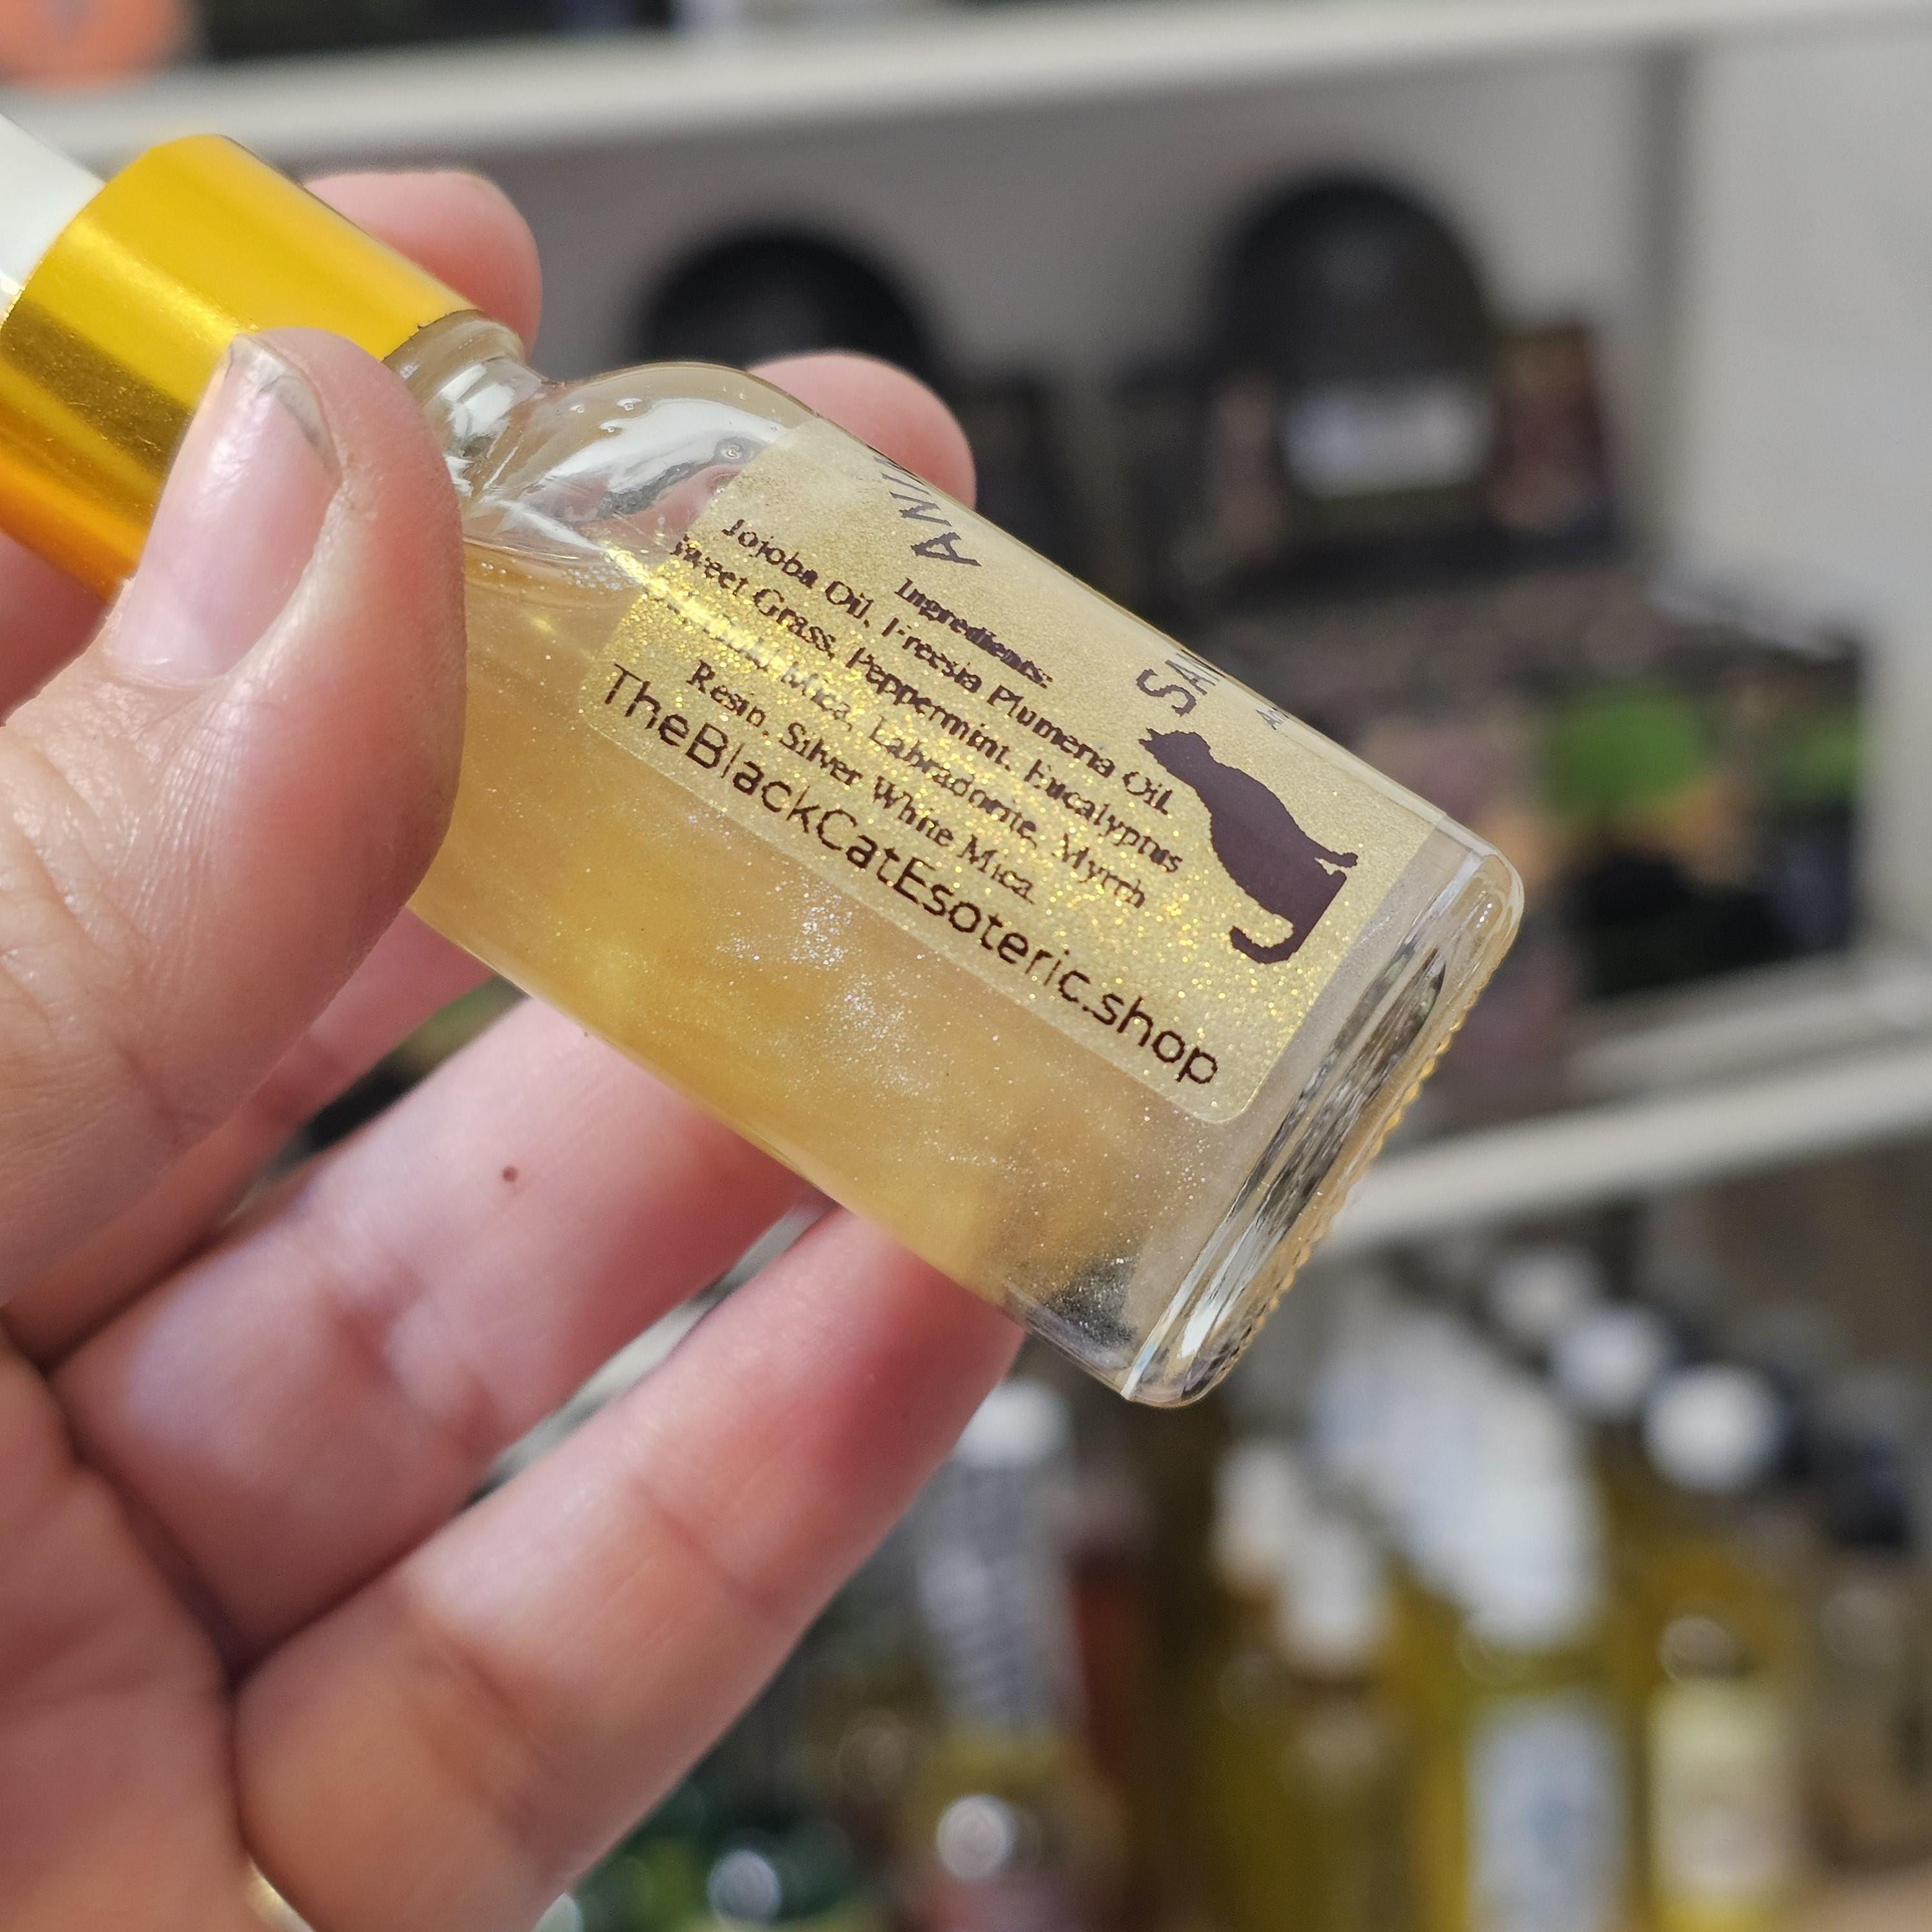 Ingredients:
Jojoba Oil, Freesia Plumeria Oil,
Sweet Grass, Peppermint, Eucalyptus
Mica, Labradorite, Myrrh
Resin, Silver White Mica.
TheBlackCatEsoteric.shop